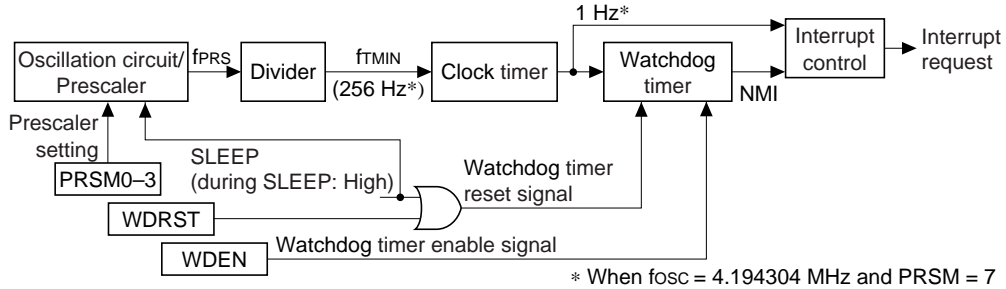 1 Hz*
Oscillation circuit/
Prescaler
fPRS
Divider
fTMIN
(256 Hz*)
Clock timer
Watchdog
timer
NMI
Interrupt
control
Interrupt
request
Prescaler
setting
PRSM0–3
SLEEP
(during SLEEP: High)
Watchdog timer
reset signal
WDRST
WDEN
Watchdog timer enable signal
* When fOSC = 4.194304 MHz and PRSM = 7